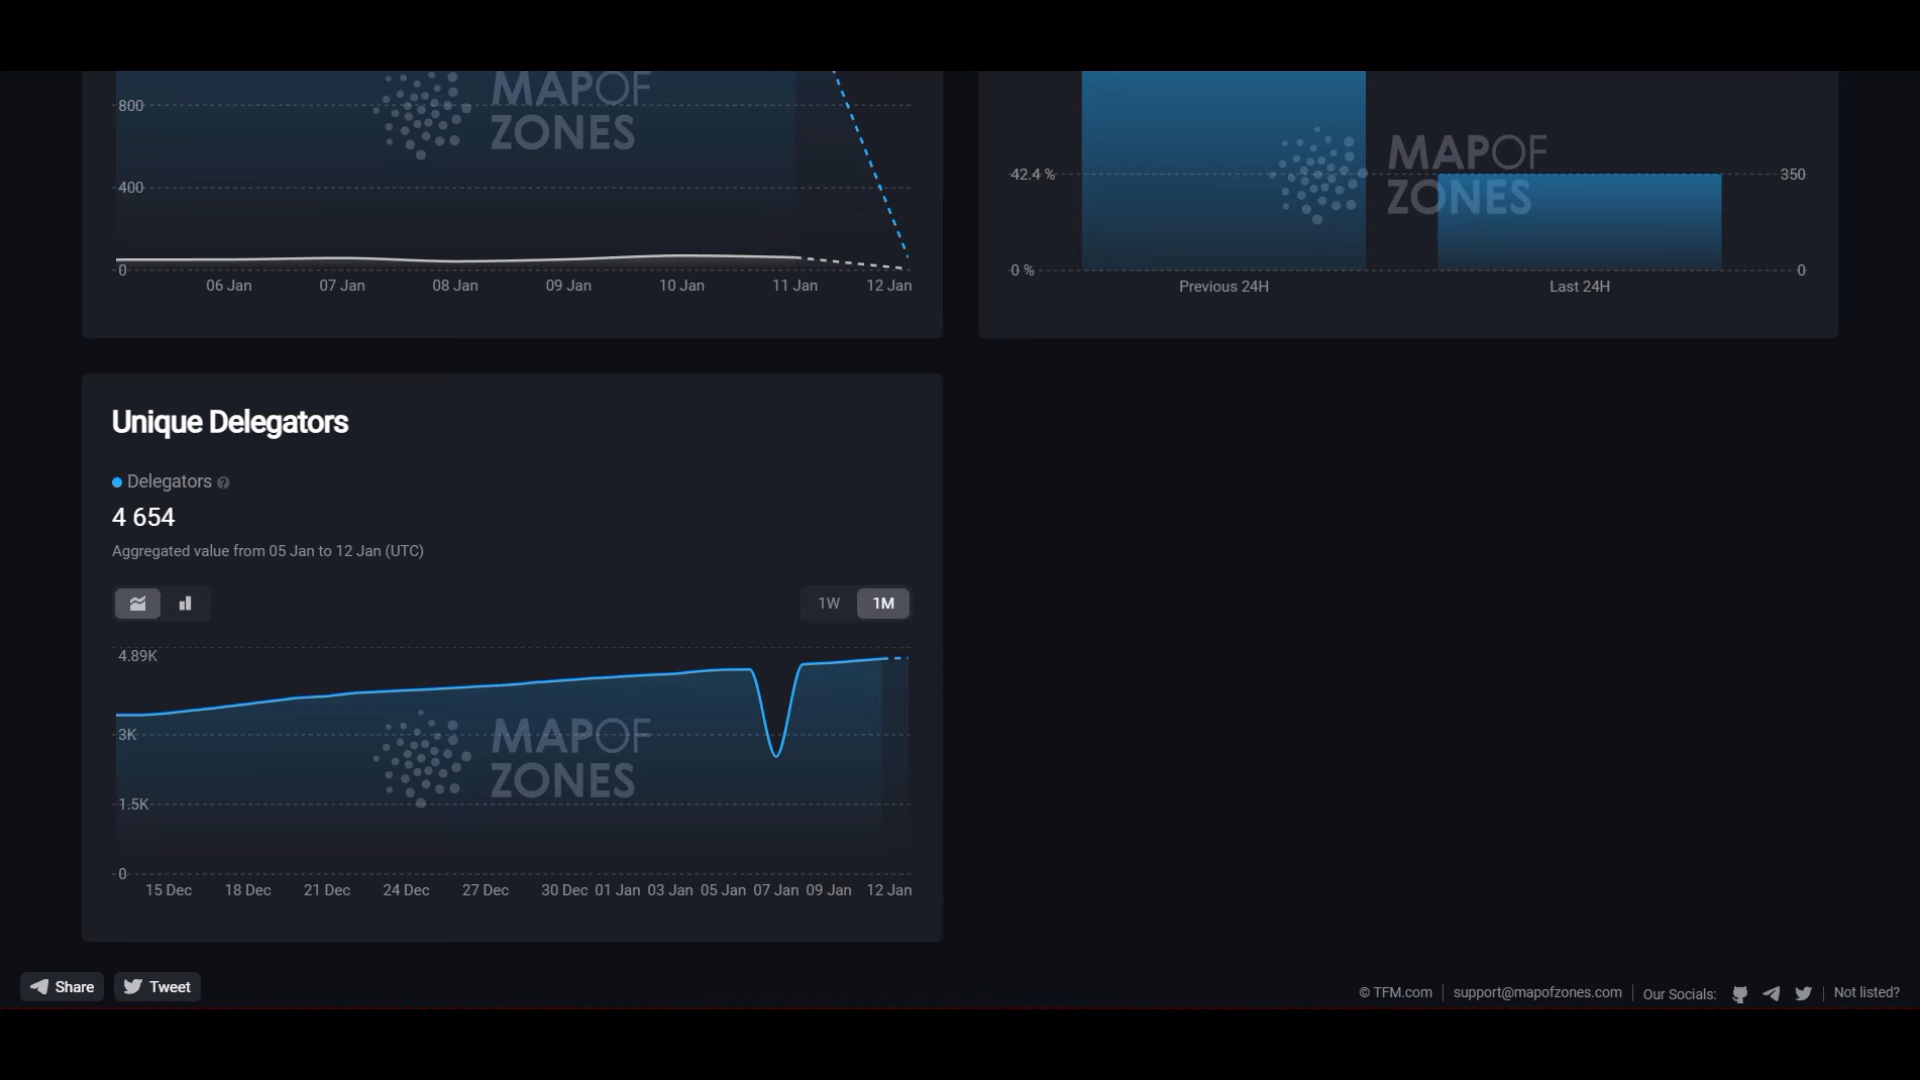 MAPOF
ZONES
800
400
0
06 Jan 07 Jan 08 Jan 09 Jan 10 Jan 11 Jan 12 Jan
MAPOF
ZONES
42.4 % 350
0 % 0
Previous 24H Last 24H
Unique Delegators
Delegators ?
4 654
Aggregated value from 05 Jan to 12 Jan (UTC)
1W 1M
4.89K
MAPOF
ZONES
3K
1.5K
0
15 Dec 18 Dec 21 Dec 24 Dec 27 Dec 30 Dec 01 Jan 03 Jan 05 Jan 07 Jan 09 Jan 12 Jan
Share Tweet
© TFM.com support@mapofzones.com Our Socials: Not listed?